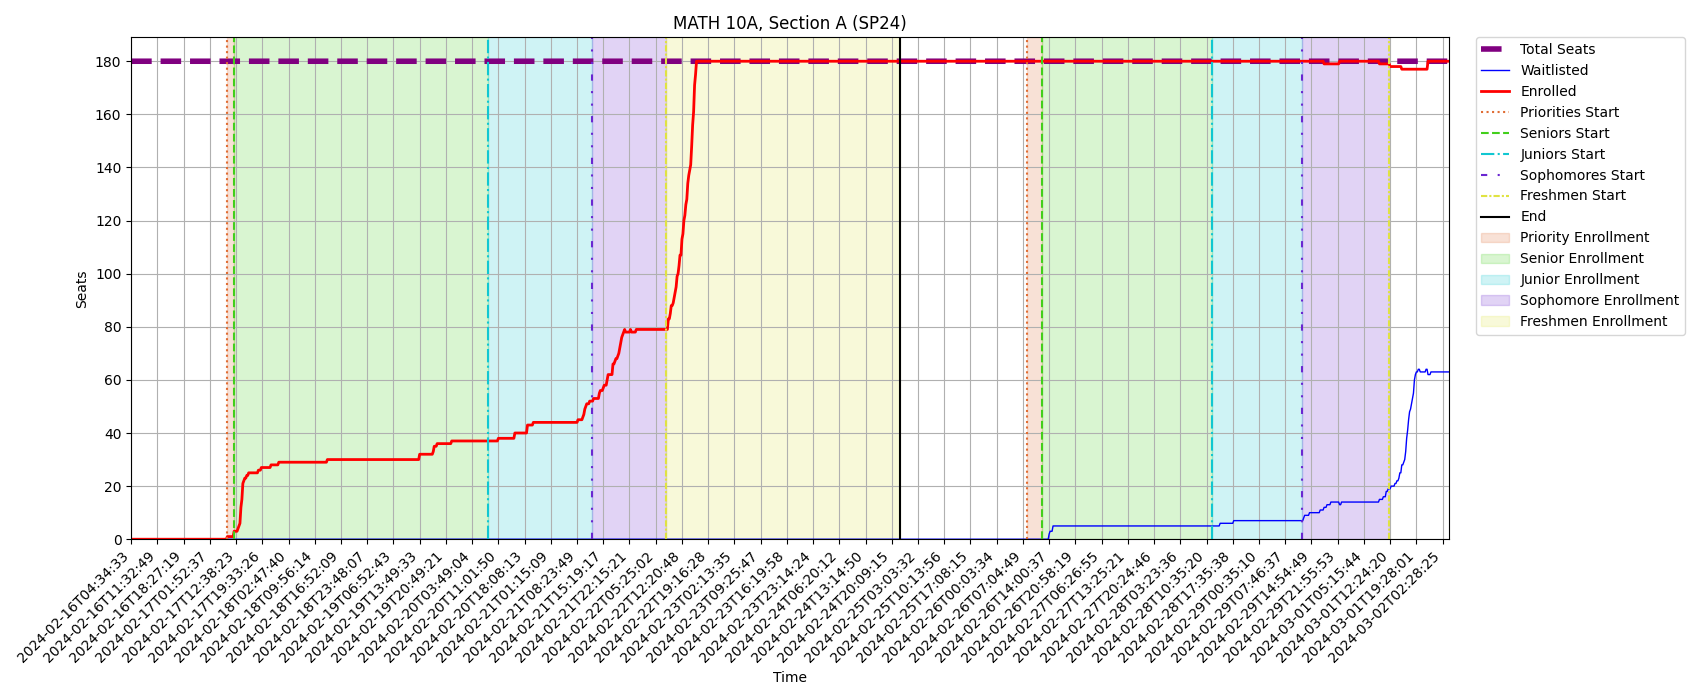 MATH 10A, Section A (SP24)
Seats
180
160
140
120
100
80
60
40
20
0
2024-02-16T04:34:33
2024-02-16T11:32:49
2024-02-16T18:27:19
2024-02-17T01:52:37
2024-02-17T12:38:23
2024-02-17T19:33:26
2024-02-18T02:47:40
2024-02-18T09:56:14
2024-02-18T16:52:09
2024-02-18T23:48:07
2024-02-19T06:52:43
2024-02-19T13:49:33
2024-02-19T20:49:21
2024-02-20T03:49:04
2024-02-20T11:01:50
2024-02-20T18:08:13
2024-02-21T01:15:09
2024-02-21T08:23:49
2024-02-21T15:19:17
2024-02-21T22:15:21
2024-02-22T05:25:02
2024-02-22T12:20:48
2024-02-22T19:16:28
2024-02-23T02:13:35
2024-02-23T09:25:47
2024-02-23T16:19:58
2024-02-23T23:14:24
2024-02-24T06:20:12
2024-02-24T13:14:50
2024-02-24T20:09:15
2024-02-25T03:03:32
2024-02-25T10:13:56
2024-02-25T17:08:15
2024-02-26T00:03:34
2024-02-26T07:04:49
2024-02-26T14:00:37
2024-02-26T20:58:19
2024-02-27T06:26:55
2024-02-27T13:25:21
2024-02-27T20:24:46
2024-02-28T03:23:36
2024-02-28T10:35:20
2024-02-28T17:35:38
2024-02-29T00:35:10
2024-02-29T07:46:37
2024-02-29T14:54:49
2024-02-29T21:55:53
2024-03-01T05:15:44
2024-03-01T12:24:20
2024-03-01T19:28:01
2024-03-02T02:28:25
Time
Total Seats
Waitlisted
Enrolled
Priorities Start
Seniors Start
Juniors Start
Sophomores Start
Freshmen Start
End
Priority Enrollment
Senior Enrollment
Junior Enrollment
Sophomore Enrollment
Freshmen Enrollment